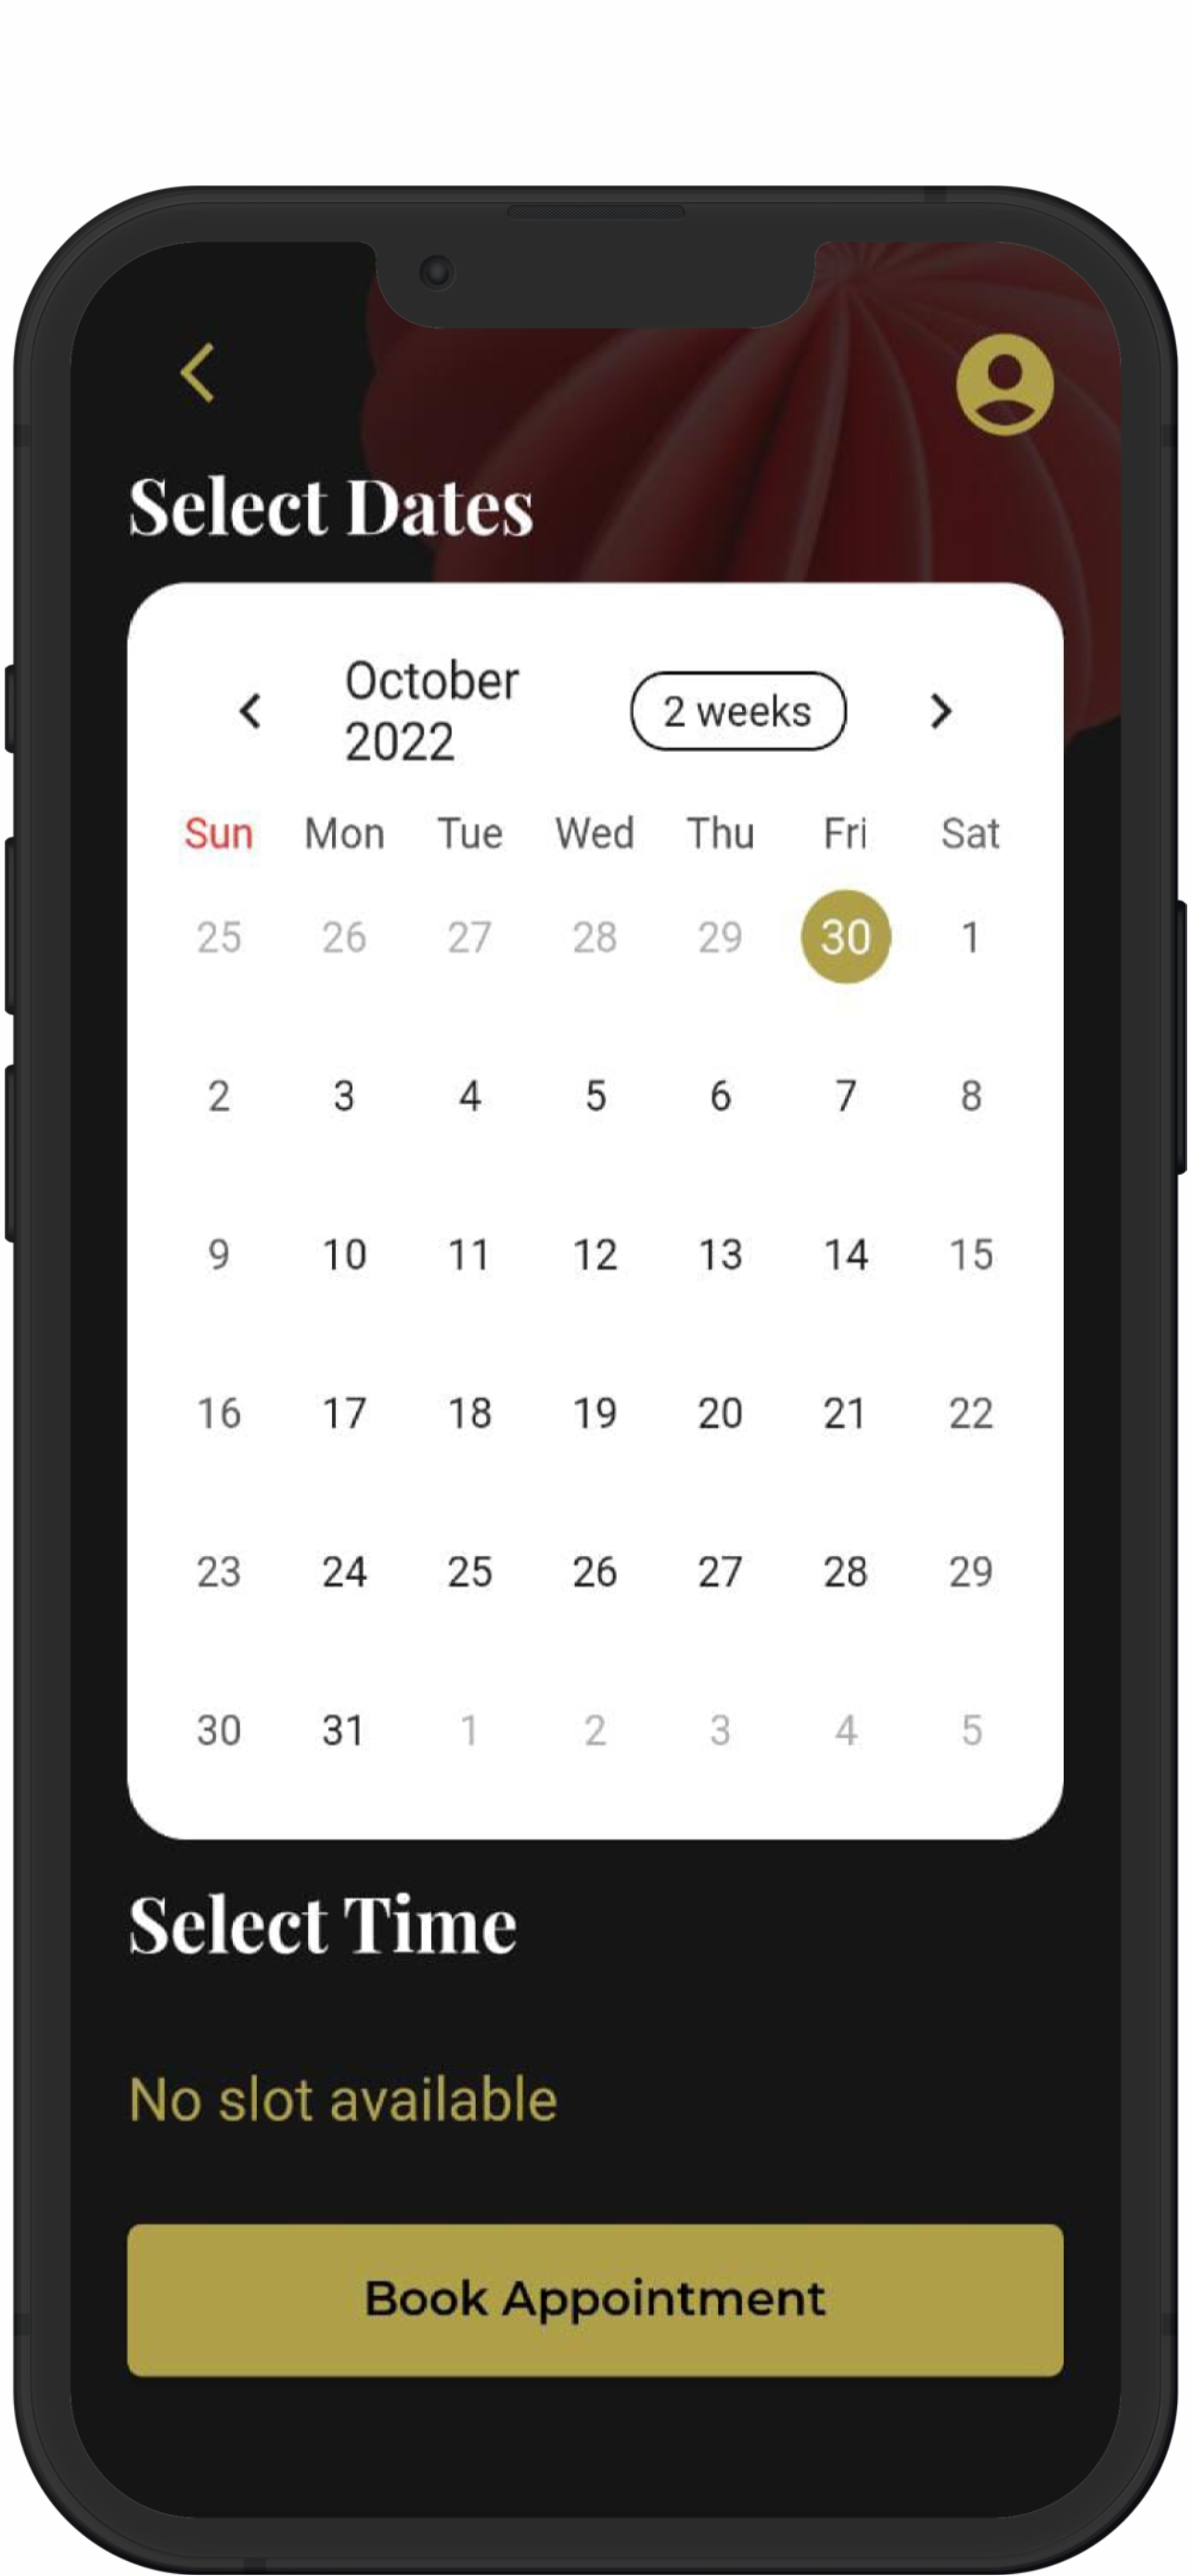 Select Dates
October
2022
2 weeks
Sun Mon Tue Wed Thu Fri Sat
25 26 27 28 29 30 1
2 3 4 5 6 7 8
9 10 11 12 13 14 15
16 17 18 19 20 21 22
23 24 25 26 27 28 29
30 31 1 2 3 4 5
Select Time
No slot available
Book Appointment